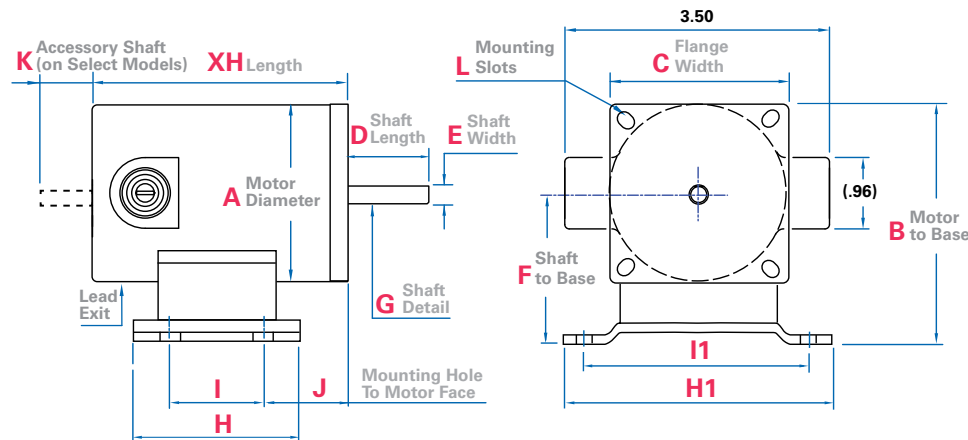 K Accessory Shaft
(on Select Models)
XH Length
Mounting
L Slots
3.50
C Flange
Width
D Shaft
Length
E Shaft
Width
A Motor
Diameter
(.96)
B Motor
to Base
F Shaft
to Base
Lead
Exit
G Shaft
Detail
I
J
Mounting Hole
To Motor Face
H
I1
H1